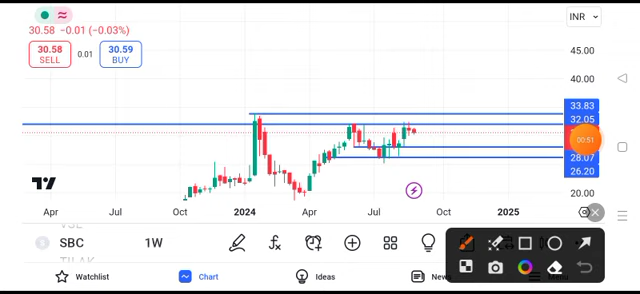 30.58 −0.01 (−0.03%)
INR
30.58
SELL
0.01
30.59
BUY
45.00
40.00
33.83
32.05
00:51
28.07
26.20
20.00
Apr Jul Oct 2024 Apr Jul Oct 2025
SBC 1W
Watchlist Chart Ideas News